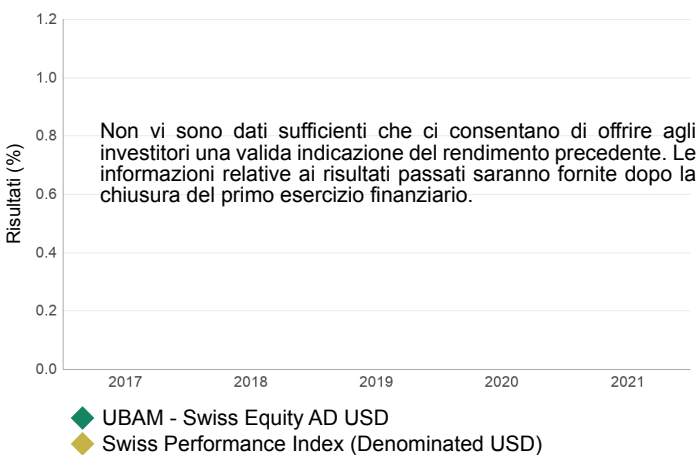 1.2
1.0
0.8
0.6
0.4
0.2
0.0
Risultati (%)
Non vi sono dati sufficienti che ci consentano di offrire agli
investitori una valida indicazione del rendimento precedente. Le
informazioni relative ai risultati passati saranno fornite dopo la
chiusura del primo esercizio finanziario.
2017 2018 2019 2020 2021
UBAM - Swiss Equity AD USD
Swiss Performance Index (Denominated USD)